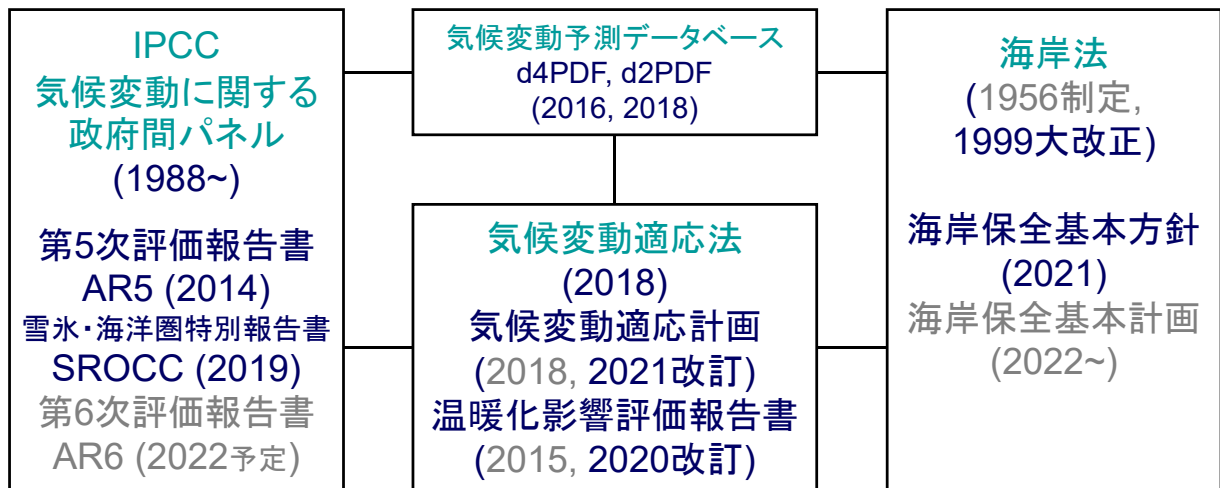 IPCC
気候変動に関する
政府間パネル
(1988~)
第5次評価報告書
AR5 (2014)
雪氷・海洋圏特別報告書
SROCC (2019)
第6次評価報告書
AR6 (2022予定)
気候変動予測データベース
d4PDF, d2PDF
(2016, 2018)
気候変動適応法
(2018)
気候変動適応計画
(2018, 2021改訂)
温暖化影響評価報告書
(2015, 2020改訂)
海岸法
(1956制定,
1999大改正)
海岸保全基本方針
(2021)
海岸保全基本計画
(2022~)